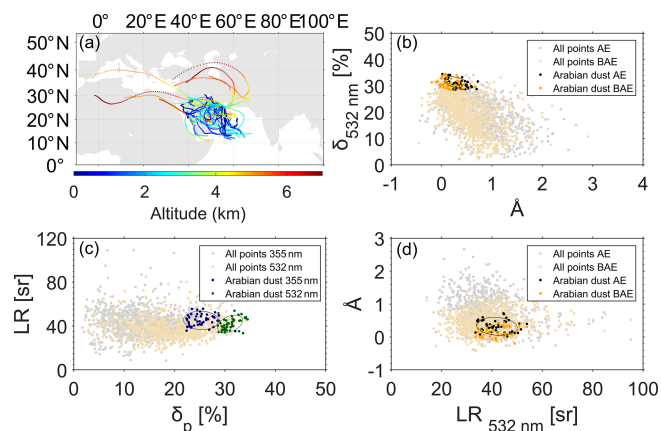 0°E 20°E 40°E 60°E 80°E 100°E
50°N
40°N
30°N
20°N
10°N
0°
(a)
0 2 4 6
Altitude (km)
(b)
All points AE
All points BAE
Arabian dust AE
Arabian dust BAE
δ532 nm [%]
50
40
30
20
10
0
-1 0 1 2 3 4
Å
(c)
All points 355 nm
All points 532 nm
Arabian dust 355 nm
Arabian dust 532 nm
LR [sr]
120
80
40
0
0 10 20 30 40 50
δp [%]
(d)
All points AE
All points BAE
Arabian dust AE
Arabian dust BAE
Å
3
2
1
0
-1
0 20 40 60 80 100
LR 532 nm [sr]